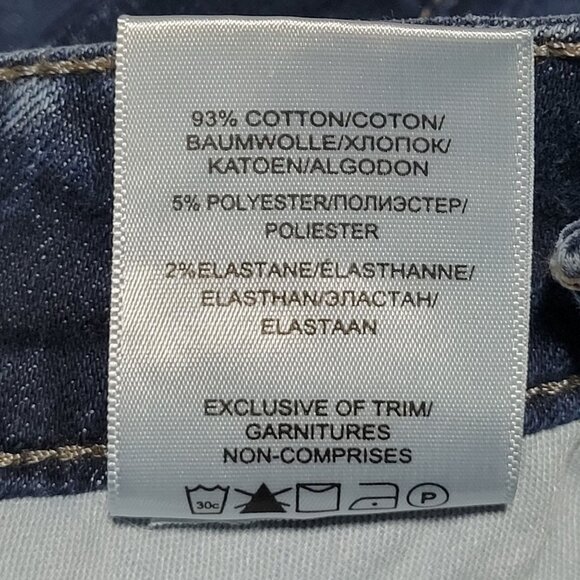 93% COTTON/COTON/
BAUMWOLLE/ХЛОПОК/
KATOEN/ALGODON
5% POLYESTER/ПОЛИЭСТЕР/
POLIESTER
2%ELASTANE/ÉLASTHANNE/
ELASTHAN/ЭЛАСТАН/
ELASTAAN
EXCLUSIVE OF TRIM/
GARNITURES
NON-COMPRISES
30c P